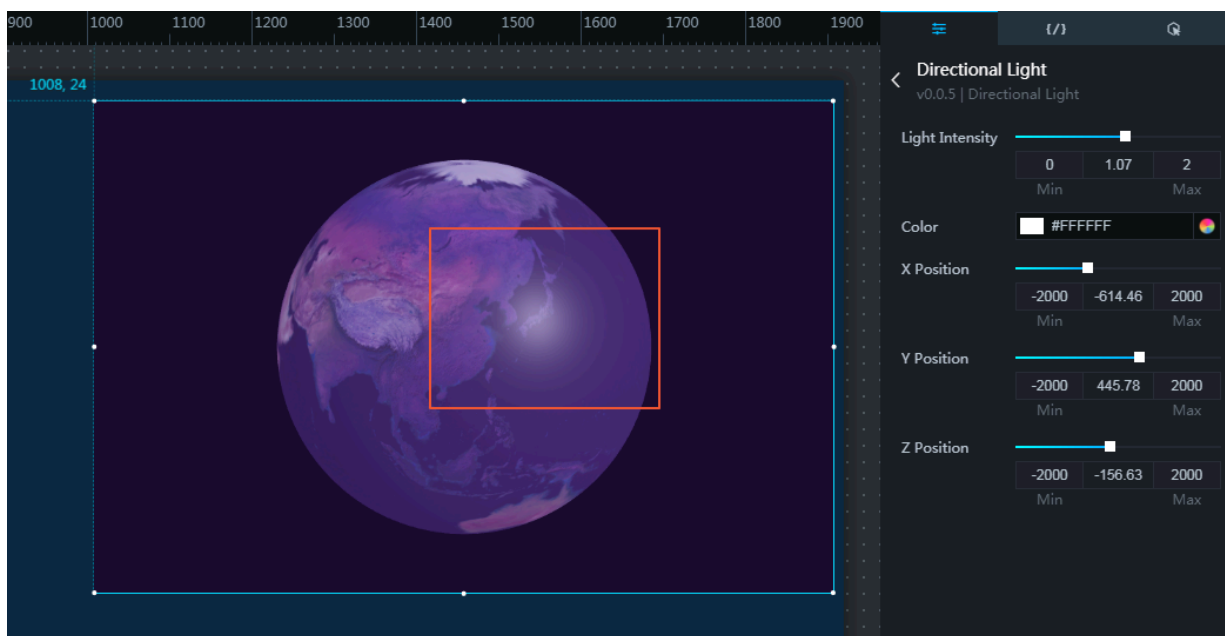 900 1000 1100 1200 1300 1400 1500 1600 1700 1800 1900
{/}
1008, 24
Directional Light
v0.0.5 | Directional Light
Light Intensity
0 1.07 2
Min Max
Color #FFFFFF
X Position
-2000 -614.46 2000
Min Max
Y Position
-2000 445.78 2000
Min Max
Z Position
-2000 -156.63 2000
Min Max